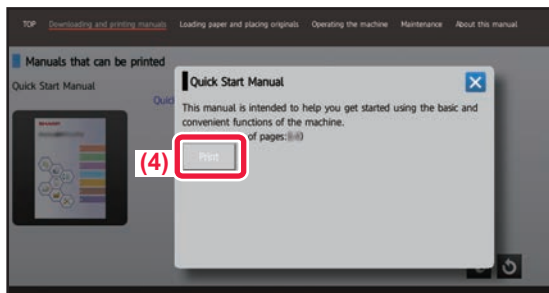 TOP Downloading and printing manuals Loading paper and placing originals Operating the machine Maintenance About this manual
Manuals that can be printed
Quick Start Manual
Quick Start Manual
This manual is intended to help you get started using the basic and
convenient functions of the machine.
of pages:
(4)
Print
SHARP